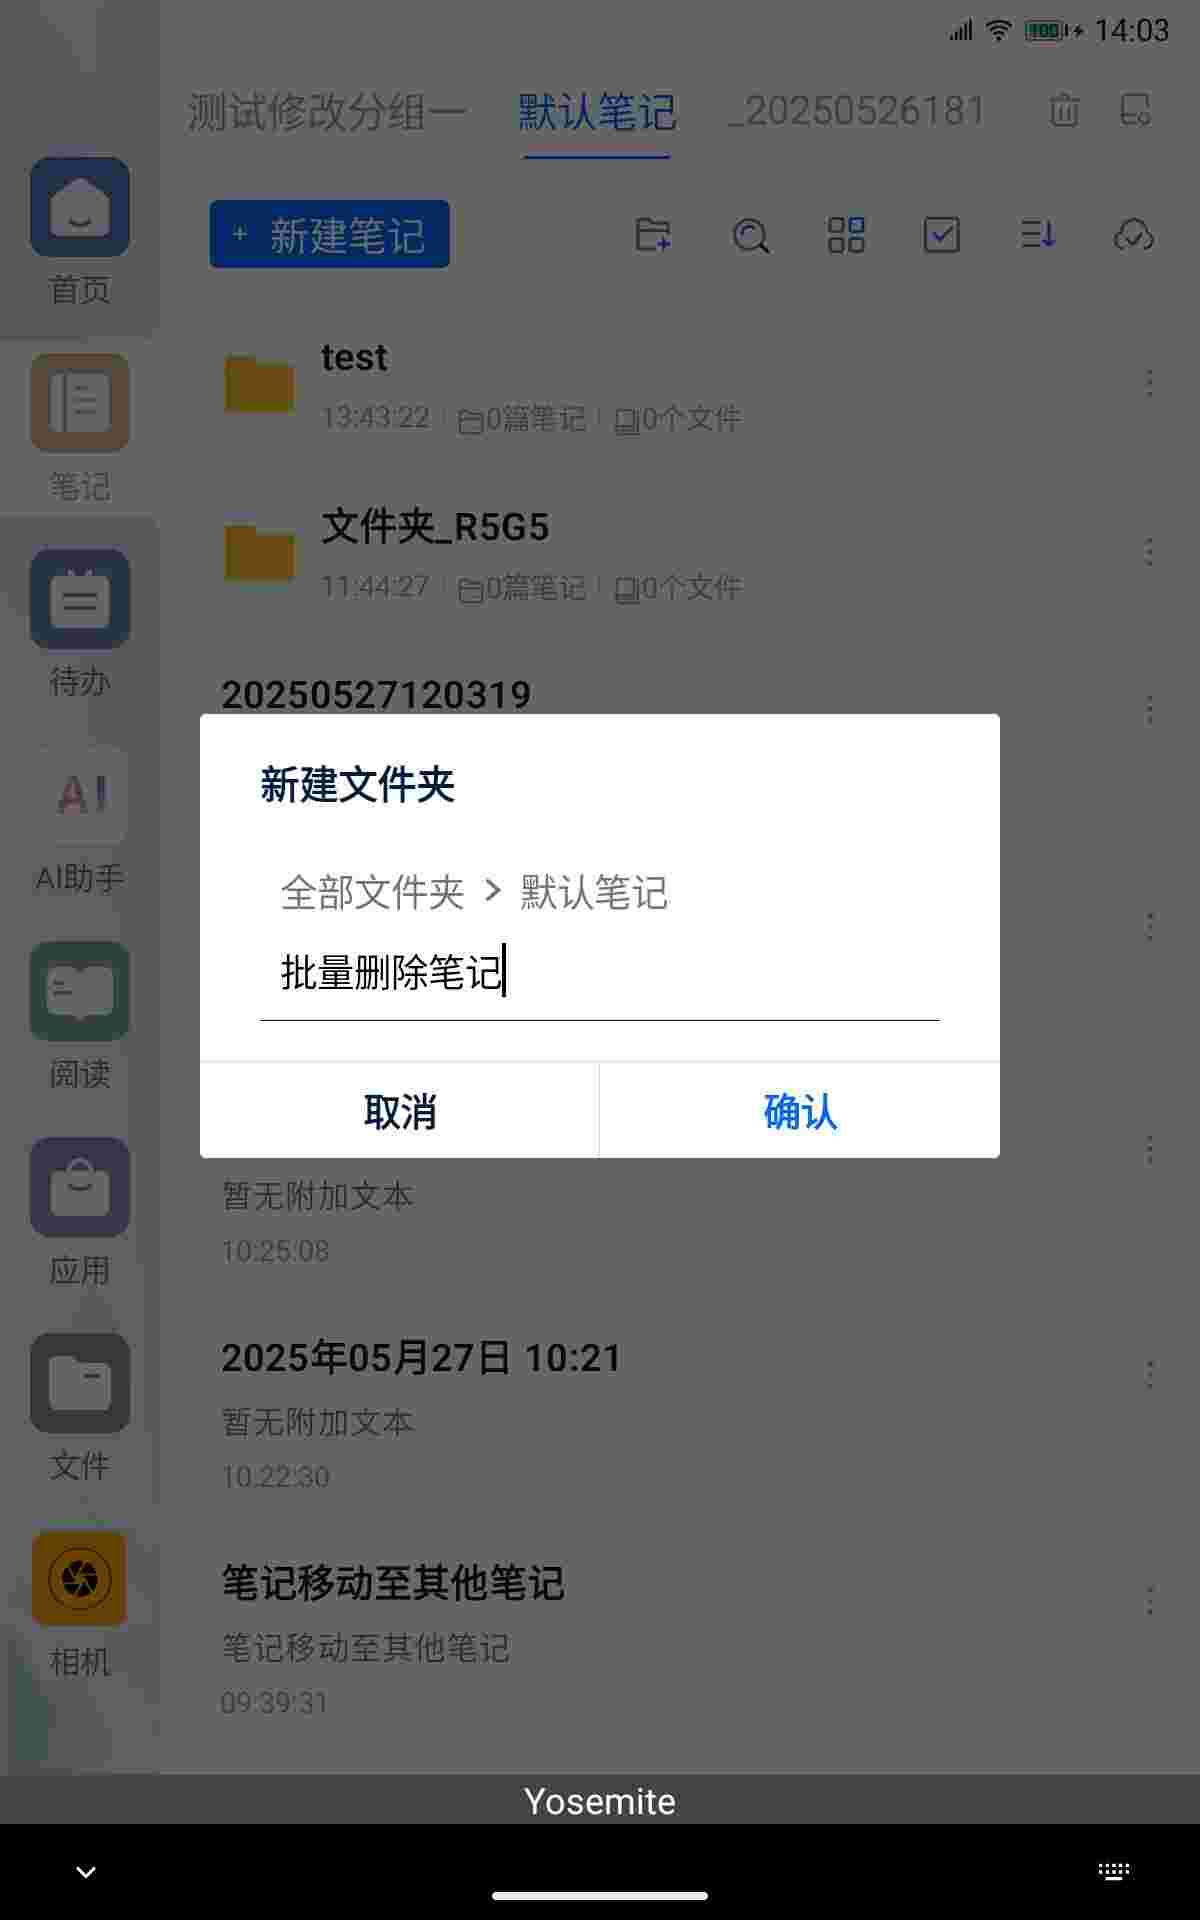 14:03
测试修改分组一 默认笔记 _20250526181
+ 新建笔记
首页
笔记
待办
AI
AI助手
阅读
应用
文件
相机
test
13:43:22 0篇笔记 0个文件
文件夹_R5G5
11:44:27 0篇笔记 0个文件
20250527120319
新建文件夹
全部文件夹 > 默认笔记
批量删除笔记
取消 确认
暂无附加文本
10:25:08
2025年05月27日 10:21
暂无附加文本
10:22:30
笔记移动至其他笔记
笔记移动至其他笔记
09:39:31
Yosemite